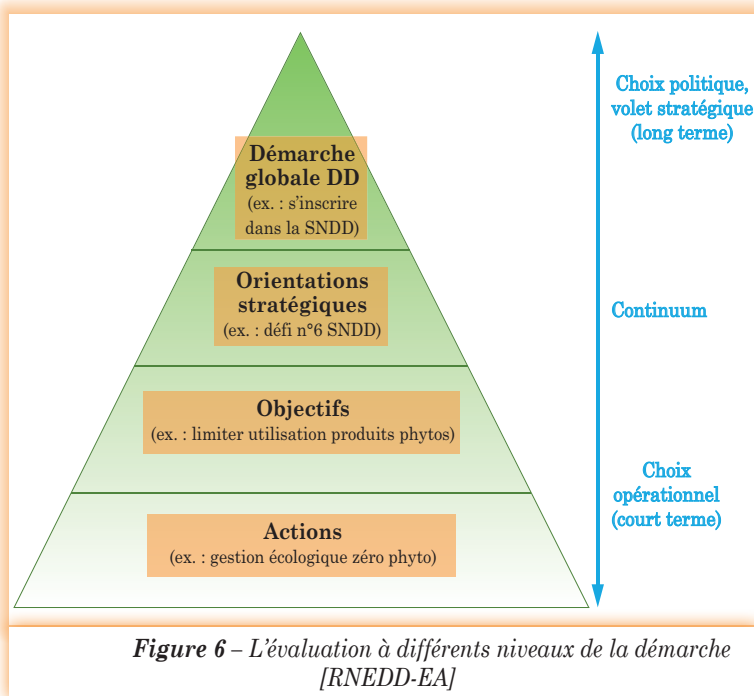 Démarche
globale DD
(ex. : s'inscrire
dans la SNDD)
Orientations
stratégiques
(ex. : défi n°6 SNDD)
Objectifs
(ex. : limiter utilisation produits phytos)
Actions
(ex. : gestion écologique zéro phyto)
Choix politique,
volet stratégique
(long terme)
Continuum
Choix
opérationnel
(court terme)
Figure 6 – L'évaluation à différents niveaux de la démarche
[RNEDD-EA]